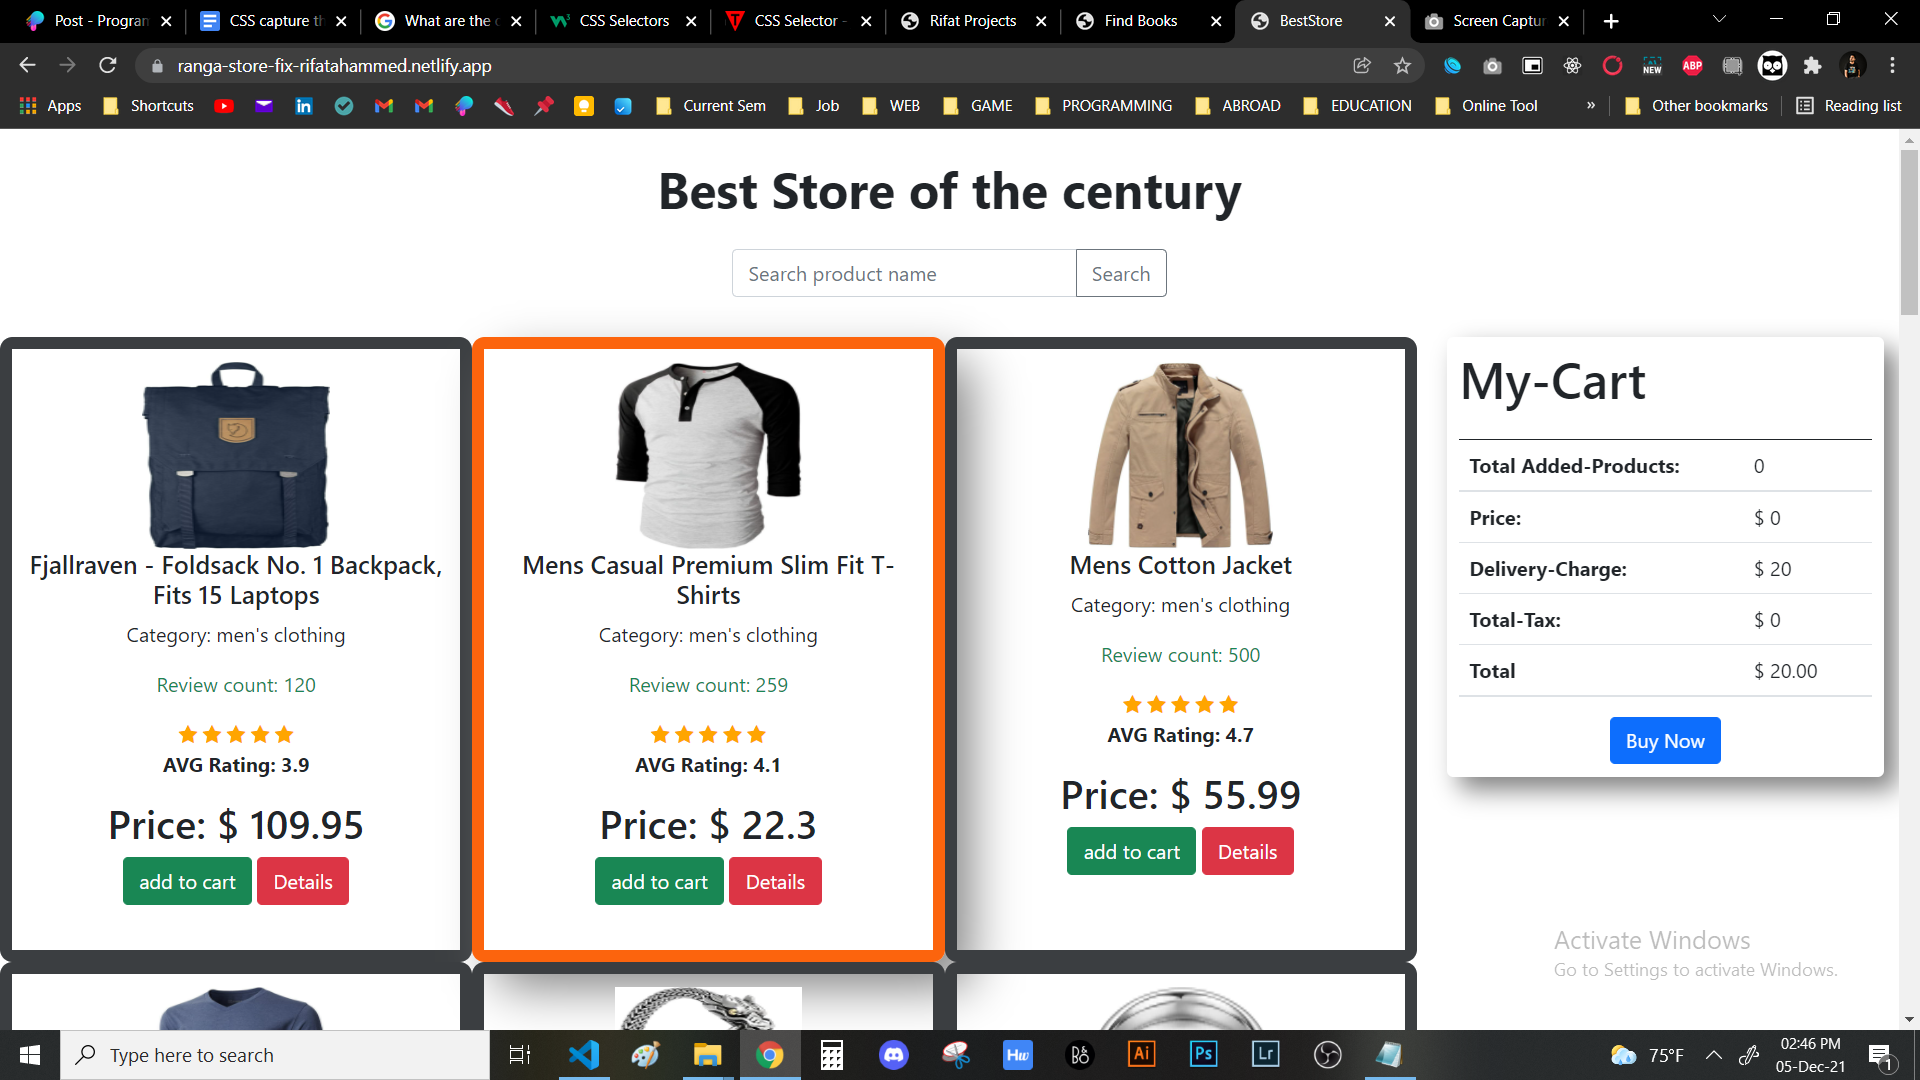 Post - Program
CSS capture th
What are the c
CSS Selectors
CSS Selector -
Rifat Projects
Find Books
BestStore
Screen Captur
ranga-store-fix-rifatahammed.netlify.app
NEW
ABP
Apps
Shortcuts
Current Sem
Job
WEB
GAME
PROGRAMMING
ABROAD
EDUCATION
Online Tool
»
Other bookmarks
Reading list
Best Store of the century
Search product name
Search
Fjallraven - Foldsack No. 1 Backpack,
Fits 15 Laptops
Category: men's clothing
Review count: 120
AVG Rating: 3.9
Price: $ 109.95
add to cart
Details
Mens Casual Premium Slim Fit T-
Shirts
Category: men's clothing
Review count: 259
AVG Rating: 4.1
Price: $ 22.3
add to cart
Details
Mens Cotton Jacket
Category: men's clothing
Review count: 500
AVG Rating: 4.7
Price: $ 55.99
add to cart
Details
My-Cart
Total Added-Products: 0
Price: $ 0
Delivery-Charge: $ 20
Total-Tax: $ 0
Total $ 20.00
Buy Now
Activate Windows
Go to Settings to activate Windows.
Type here to search
Hw
Ai
Ps
Lr
75°F
02:46 PM
05-Dec-21
1